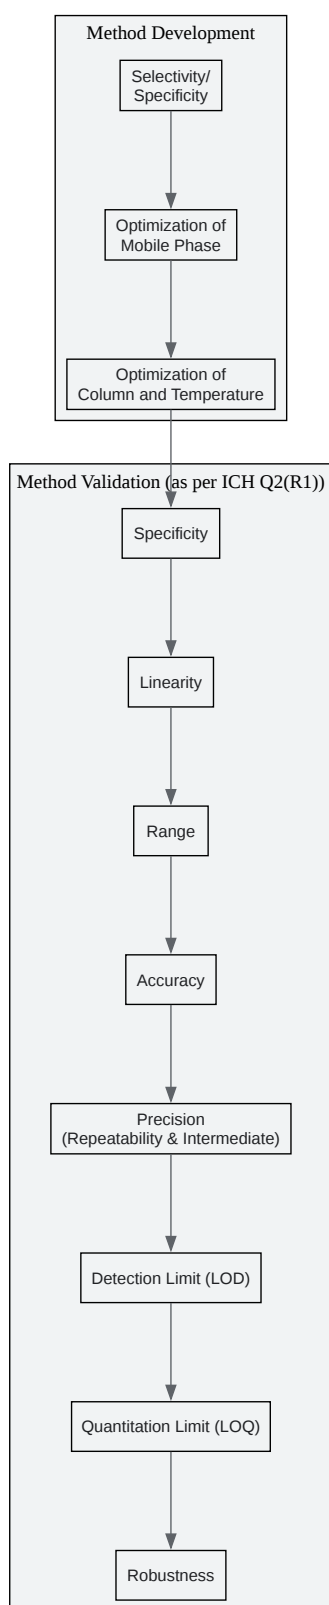 Method Development
Selectivity/
Specificity
Optimization of
Mobile Phase
Optimization of
Column and Temperature
Method Validation (as per ICH Q2(R1))
Specificity
Linearity
Range
Accuracy
Precision
(Repeatability & Intermediate)
Detection Limit (LOD)
Quantitation Limit (LOQ)
Robustness